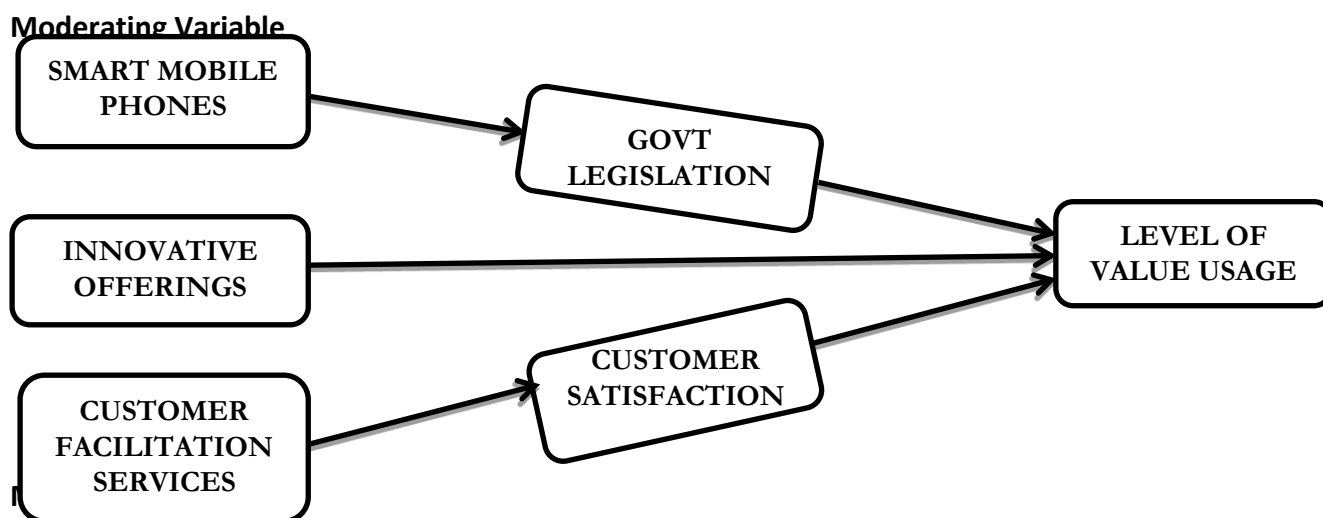 Moderating Variable
SMART MOBILE
PHONES
GOVT
LEGISLATION
INNOVATIVE
OFFERINGS
LEVEL OF
VALUE USAGE
CUSTOMER
SATISFACTION
CUSTOMER
FACILITATION
SERVICES